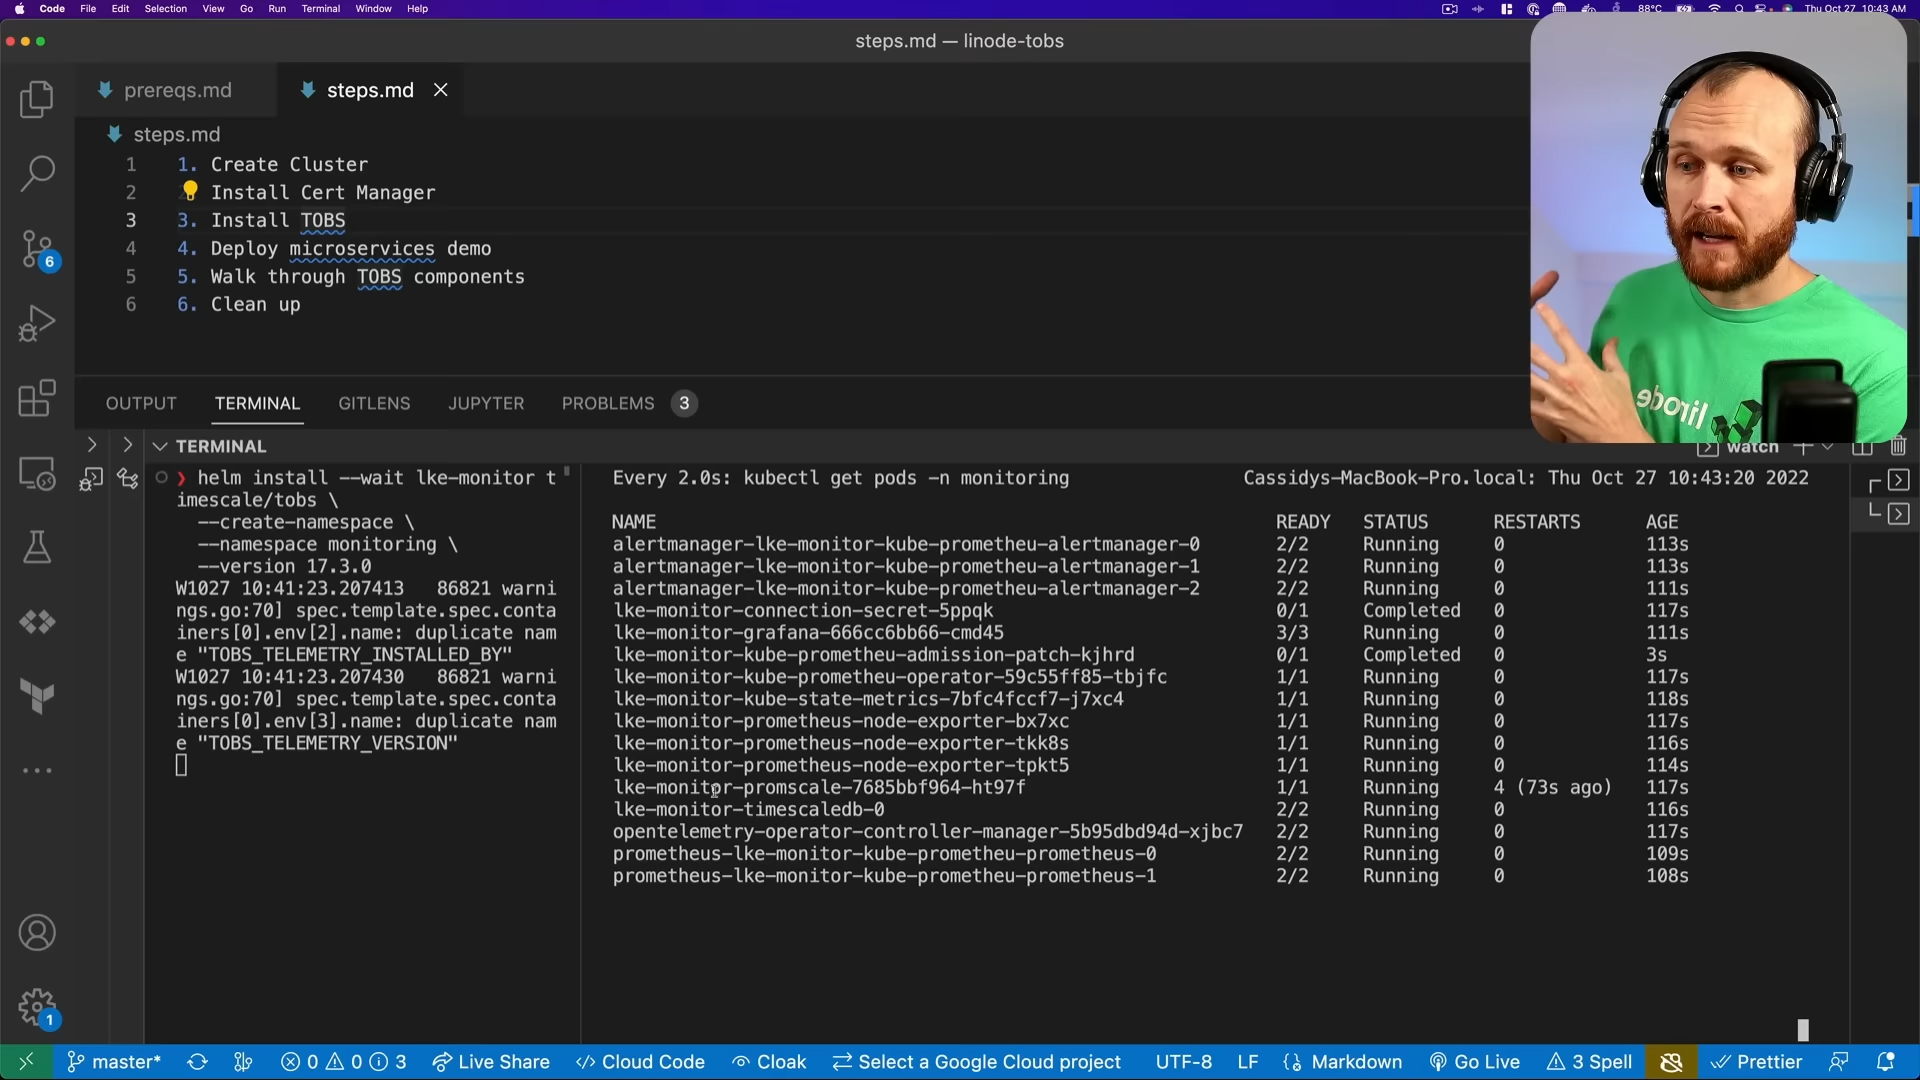 Code File Edit Selection View Go Run Terminal Window Help 88°C Thu Oct 27 10:43 AM
steps.md — linode-tobs
prereqs.md steps.md
steps.md
1 1. Create Cluster
2 Install Cert Manager
3 3. Install TOBS
4 4. Deploy microservices demo
5 5. Walk through TOBS components
6 6. Clean up
linode
6
OUTPUT TERMINAL GITLENS JUPYTER PROBLEMS 3
TERMINAL watch
❯ helm install --wait lke-monitor t
imescale/tobs \
--create-namespace \
--namespace monitoring \
--version 17.3.0
W1027 10:41:23.207413 86821 warni
ngs.go:70] spec.template.spec.conta
iners[0].env[2].name: duplicate nam
e "TOBS_TELEMETRY_INSTALLED_BY"
W1027 10:41:23.207430 86821 warni
ngs.go:70] spec.template.spec.conta
iners[0].env[3].name: duplicate nam
e "TOBS_TELEMETRY_VERSION"
Every 2.0s: kubectl get pods -n monitoring Cassidys-MacBook-Pro.local: Thu Oct 27 10:43:20 2022
NAME READY STATUS RESTARTS AGE
alertmanager-lke-monitor-kube-prometheu-alertmanager-0 2/2 Running 0 113s
alertmanager-lke-monitor-kube-prometheu-alertmanager-1 2/2 Running 0 113s
alertmanager-lke-monitor-kube-prometheu-alertmanager-2 2/2 Running 0 111s
lke-monitor-connection-secret-5ppqk 0/1 Completed 0 117s
lke-monitor-grafana-666cc6bb66-cmd45 3/3 Running 0 111s
lke-monitor-kube-prometheu-admission-patch-kjhrd 0/1 Completed 0 3s
lke-monitor-kube-prometheu-operator-59c55ff85-tbjfc 1/1 Running 0 117s
lke-monitor-kube-state-metrics-7bfc4fccf7-j7xc4 1/1 Running 0 118s
lke-monitor-prometheus-node-exporter-bx7xc 1/1 Running 0 117s
lke-monitor-prometheus-node-exporter-tkk8s 1/1 Running 0 116s
lke-monitor-prometheus-node-exporter-tpkt5 1/1 Running 0 114s
lke-monitor-promscale-7685bbf964-ht97f 1/1 Running 4 (73s ago) 117s
lke-monitor-timescaledb-0 2/2 Running 0 116s
opentelemetry-operator-controller-manager-5b95dbd94d-xjbc7 2/2 Running 0 117s
prometheus-lke-monitor-kube-prometheu-prometheus-0 2/2 Running 0 109s
prometheus-lke-monitor-kube-prometheu-prometheus-1 2/2 Running 0 108s
1
master* 0 0 3 Live Share Cloud Code Cloak Select a Google Cloud project UTF-8 LF Markdown Go Live 3 Spell Prettier